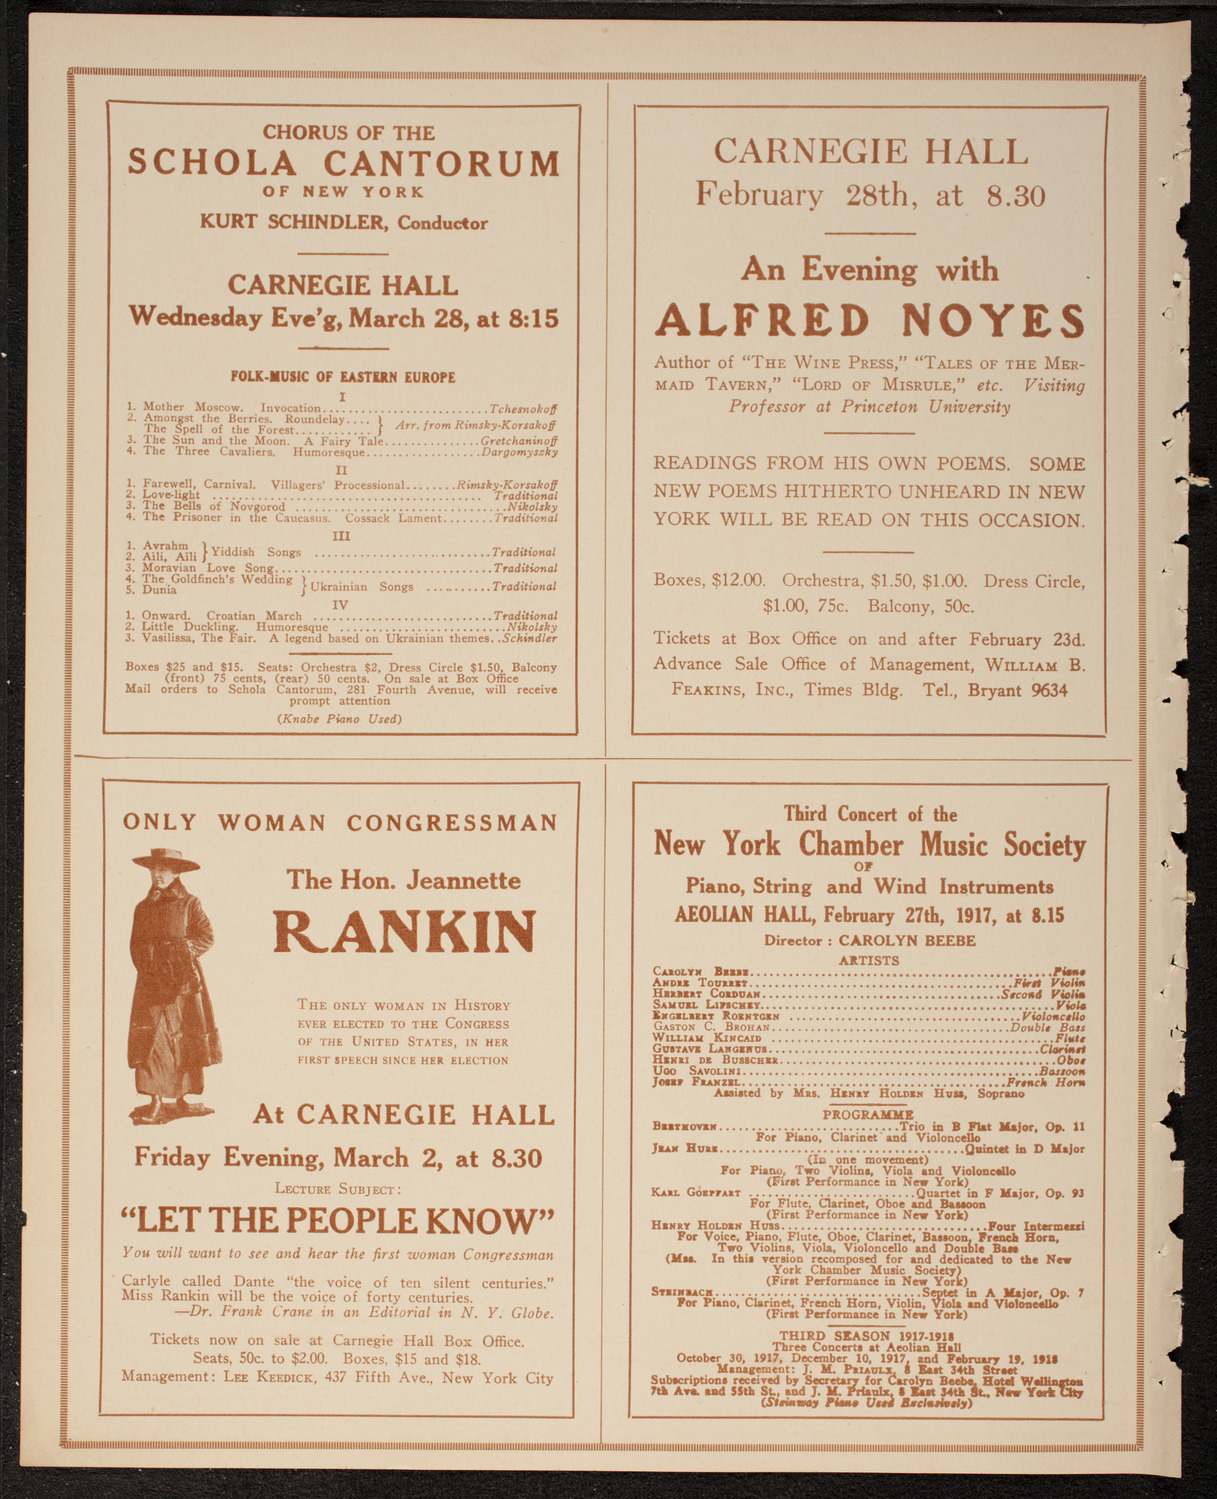 CHORUS OF THE
SCHOLA CANTORUM
OF NEW YORK
KURT SCHINDLER, Conductor
CARNEGIE HALL
Wednesday Eve'g, March 28, at 8:15
FOLK-MUSIC OF EASTERN EUROPE
I
1. Mother Moscow. Invocation.........................Tchesnokoff
2. Amongst the Berries. Roundelay....
The Spell of the Forest........... } Arr. from Rimsky-Korsakoff
3. The Sun and the Moon. A Fairy Tale...............Gretchaninoff
4. The Three Cavaliers. Humoresque..................Dargomyszky
II
1. Farewell, Carnival. Villagers' Processional........Rimsky-Korsakoff
2. Love-light ......................................... Traditional
3. The Bells of Novgorod ................................Nikolsky
4. The Prisoner in the Caucasus. Cossack Lament........Traditional
III
1. Avrahm
2. Aïli, Aïli } Yiddish Songs ...........................Traditional
3. Moravian Love Song.................................Traditional
4. The Goldfinch's Wedding
5. Dunia } Ukrainian Songs ..........Traditional
IV
1. Onward. Croatian March ...........................Traditional
2. Little Duckling. Humoresque .........................Nikolsky
3. Vasilissa, The Fair. A legend based on Ukrainian themes..Schindler
Boxes $25 and $15. Seats: Orchestra $2, Dress Circle $1.50, Balcony
(front) 75 cents, (rear) 50 cents. On sale at Box Office
Mail orders to Schola Cantorum, 281 Fourth Avenue, will receive
prompt attention
(Knabe Piano Used)
CARNEGIE HALL
February 28th, at 8.30
An Evening with
ALFRED NOYES
Author of "The Wine Press," "Tales of the Mer-
maid Tavern," "Lord of Misrule," etc. Visiting
Professor at Princeton University
READINGS FROM HIS OWN POEMS. SOME
NEW POEMS HITHERTO UNHEARD IN NEW
YORK WILL BE READ ON THIS OCCASION.
Boxes, $12.00. Orchestra, $1.50, $1.00. Dress Circle,
$1.00, 75c. Balcony, 50c.
Tickets at Box Office on and after February 23d.
Advance Sale Office of Management, William B.
Feakins, Inc., Times Bldg. Tel., Bryant 9634
ONLY WOMAN CONGRESSMAN
The Hon. Jeannette
RANKIN
The only woman in History
ever elected to the Congress
of the United States, in her
first speech since her election
At CARNEGIE HALL
Friday Evening, March 2, at 8.30
Lecture Subject:
"LET THE PEOPLE KNOW"
You will want to see and hear the first woman Congressman
Carlyle called Dante "the voice of ten silent centuries."
Miss Rankin will be the voice of forty centuries.
—Dr. Frank Crane in an Editorial in N. Y. Globe.
Tickets now on sale at Carnegie Hall Box Office.
Seats, 50c. to $2.00. Boxes, $15 and $18.
Management: Lee Keedick, 437 Fifth Ave., New York City
Third Concert of the
New York Chamber Music Society
OF
Piano, String and Wind Instruments
AEOLIAN HALL, February 27th, 1917, at 8.15
Director : CAROLYN BEEBE
ARTISTS
Carolyn Beebe..............................................Piano
Andre Tourret........................................First Violin
Herbert Corduan....................................Second Violin
Samuel Lifschey.............................................Viola
Engelbert Roentgen ....................................Violoncello
Gaston C. Brohan....................................Double Bass
William Kincaid ...........................................Flute
Gustave Langenus.........................................Clarinet
Henri de Busscher..........................................Oboe
Ugo Savolini.............................................Bassoon
Josef Franzel........................................French Horn
Assisted by Mrs. Henry Holden Huss, Soprano
PROGRAMME
Beethoven...........................Trio in B Flat Major, Op. 11
For Piano, Clarinet and Violoncello
Jean Hure.....................................Quintet in D Major
(In one movement)
For Piano, Two Violins, Viola and Violoncello
(First Performance in New York)
Karl Goepfart .........................Quartet in F Major, Op. 93
For Flute, Clarinet, Oboe and Bassoon
(First Performance in New York)
Henry Holden Huss...............................Four Intermezzi
For Voice, Piano, Flute, Oboe, Clarinet, Bassoon, French Horn,
Two Violins, Viola, Violoncello and Double Bass
(Mss. In this version recomposed for and dedicated to the New
York Chamber Music Society)
(First Performance in New York)
Steinbach................................Septet in A Major, Op. 7
For Piano, Clarinet, French Horn, Violin, Viola and Violoncello
(First Performance in New York)
THIRD SEASON 1917-1918
Three Concerts at Aeolian Hall
October 30, 1917, December 10, 1917, and February 19, 1918
Management: J. M. Priaulx, 8 East 34th Street
Subscriptions received by Secretary for Carolyn Beebe, Hotel Wellington
7th Ave. and 55th St., and J. M. Priaulx, 8 East 34th St., New York City
(Steinway Piano Used Exclusively)